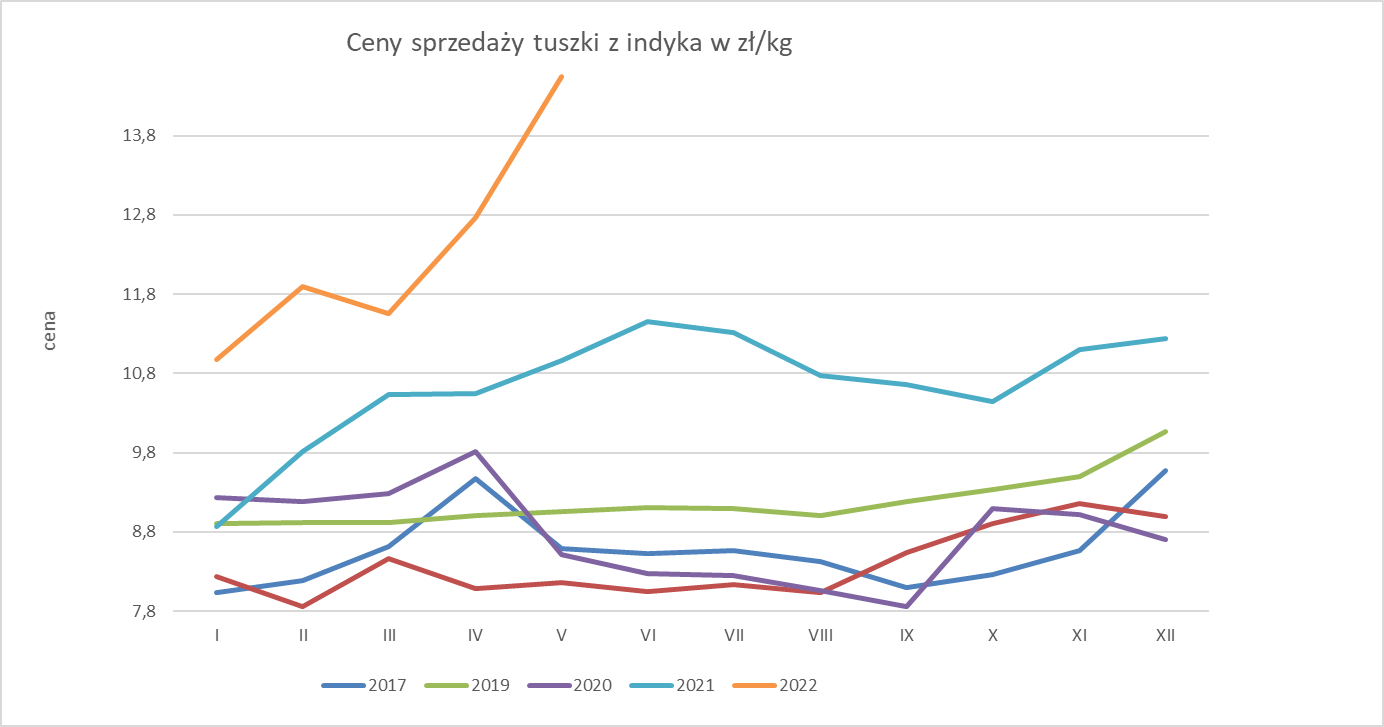 Ceny sprzedaży tuszki z indyka w zł/kg
cena
13,8
12,8
11,8
10,8
9,8
8,8
7,8
I II III IV V VI VII VIII IX X XI XII
2017 2019 2020 2021 2022